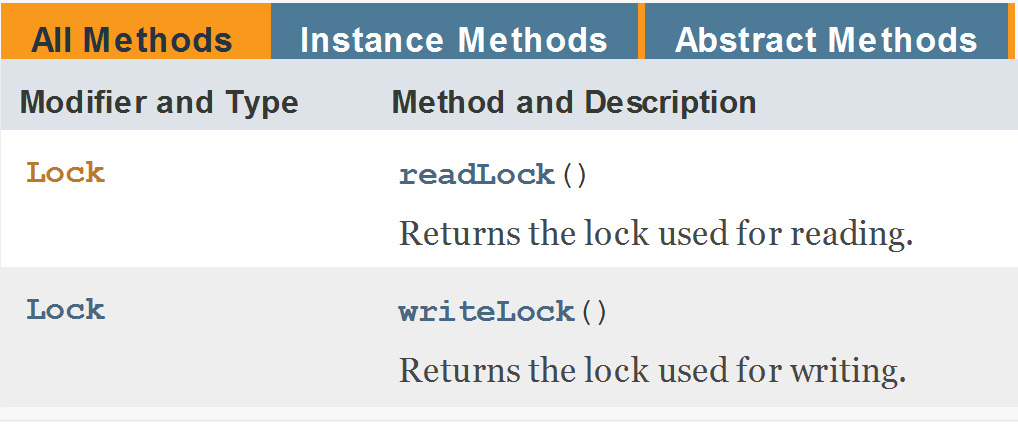 All Methods Instance Methods Abstract Methods
Modifier and Type Method and Description
Lock readLock()
Returns the lock used for reading.
Lock writeLock()
Returns the lock used for writing.